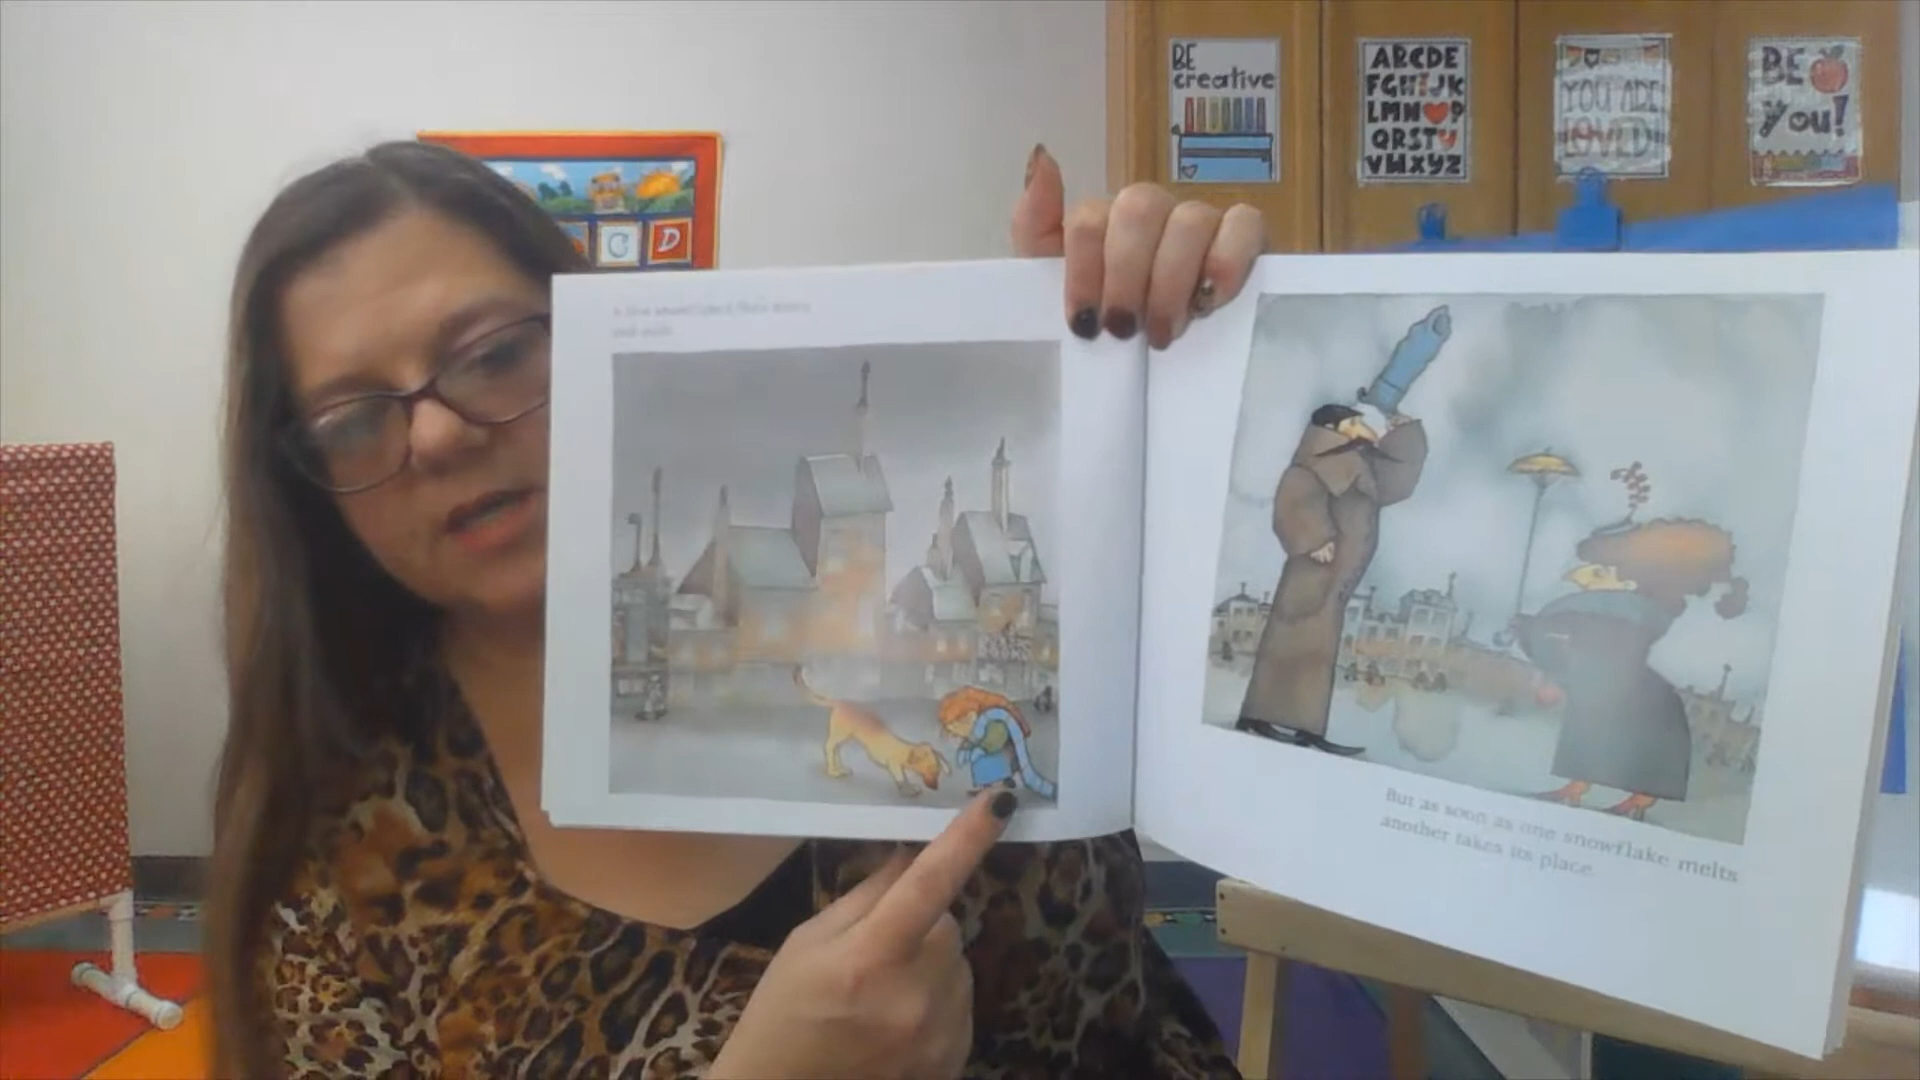 BE
creative
ABCDE
FGHIJK
LMN P
QRSTU
VWXYZ
YOU ARE
LOVED
BE
You!
C D
But as soon as one snowflake melts
another takes its place.